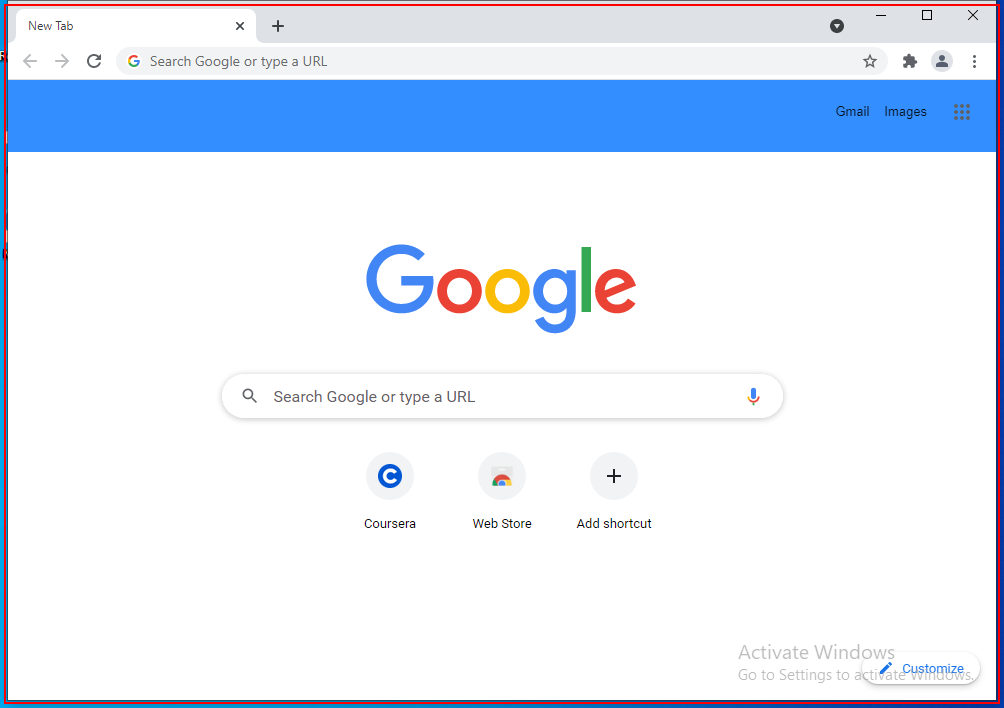 New Tab
Search Google or type a URL
Gmail Images
Google
Search Google or type a URL
Coursera Web Store Add shortcut
Activate Windows
Customize
Go to Settings to activate Windows.